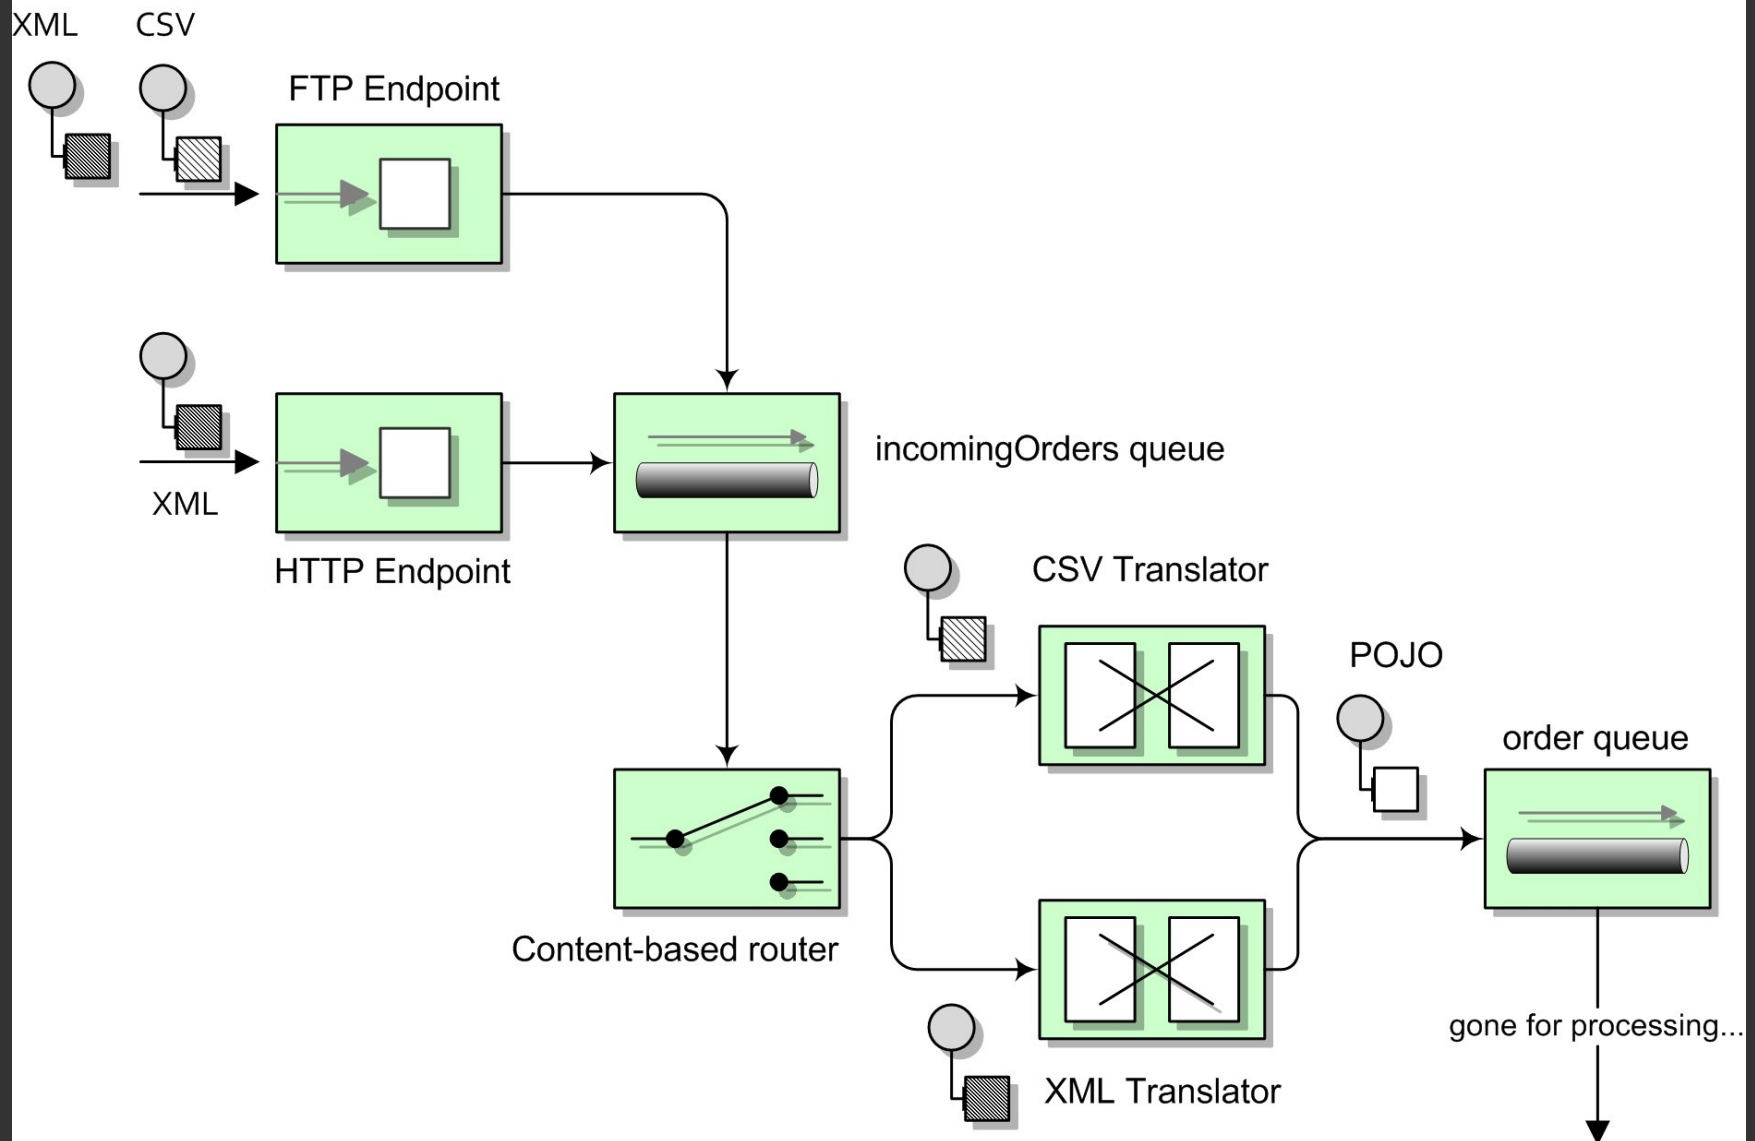 XML
CSV
FTP Endpoint
XML
HTTP Endpoint
incomingOrders queue
CSV Translator
POJO
order queue
Content-based router
gone for processing...
XML Translator